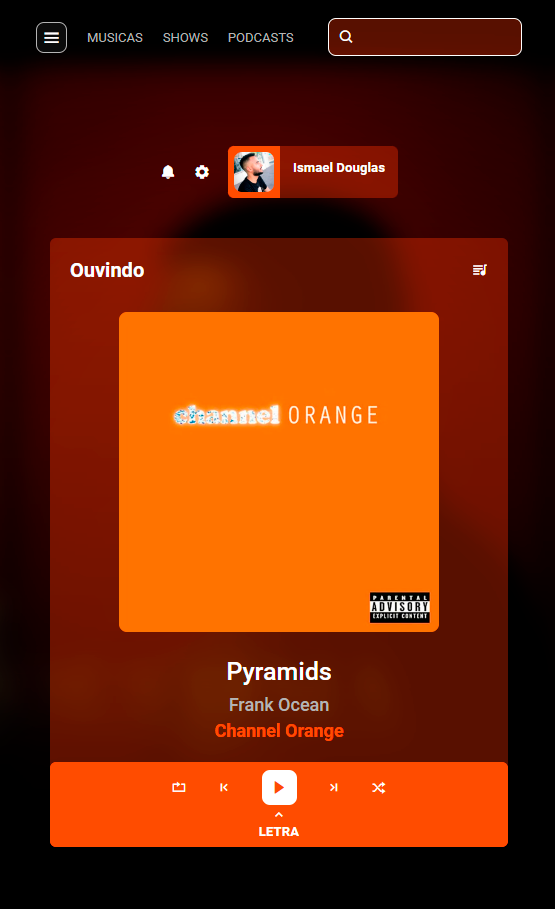 MUSICAS SHOWS PODCASTS
Ismael Douglas
Ouvindo
channel ORANGE
PARENTAL
ADVISORY
EXPLICIT CONTENT
Pyramids
Frank Ocean
Channel Orange
LETRA